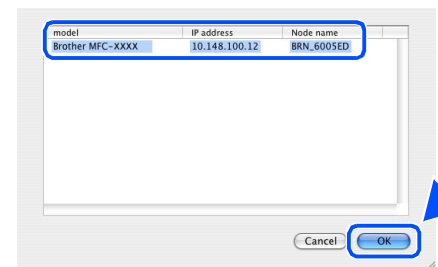 model IP address Node name
Brother MFC-XXXX 10.148.100.12 BRN_6005ED
Cancel OK